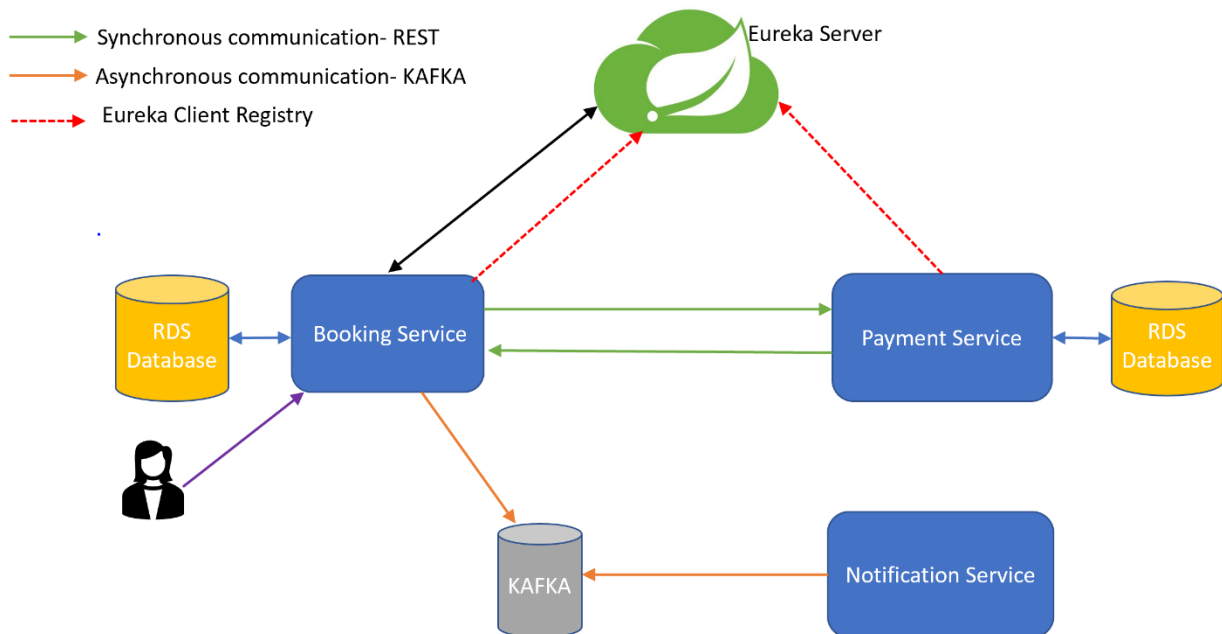 Synchronous communication- REST
Asynchronous communication- KAFKA
Eureka Client Registry
Eureka Server
RDS
Database
Booking Service
Payment Service
RDS
Database
KAFKA
Notification Service